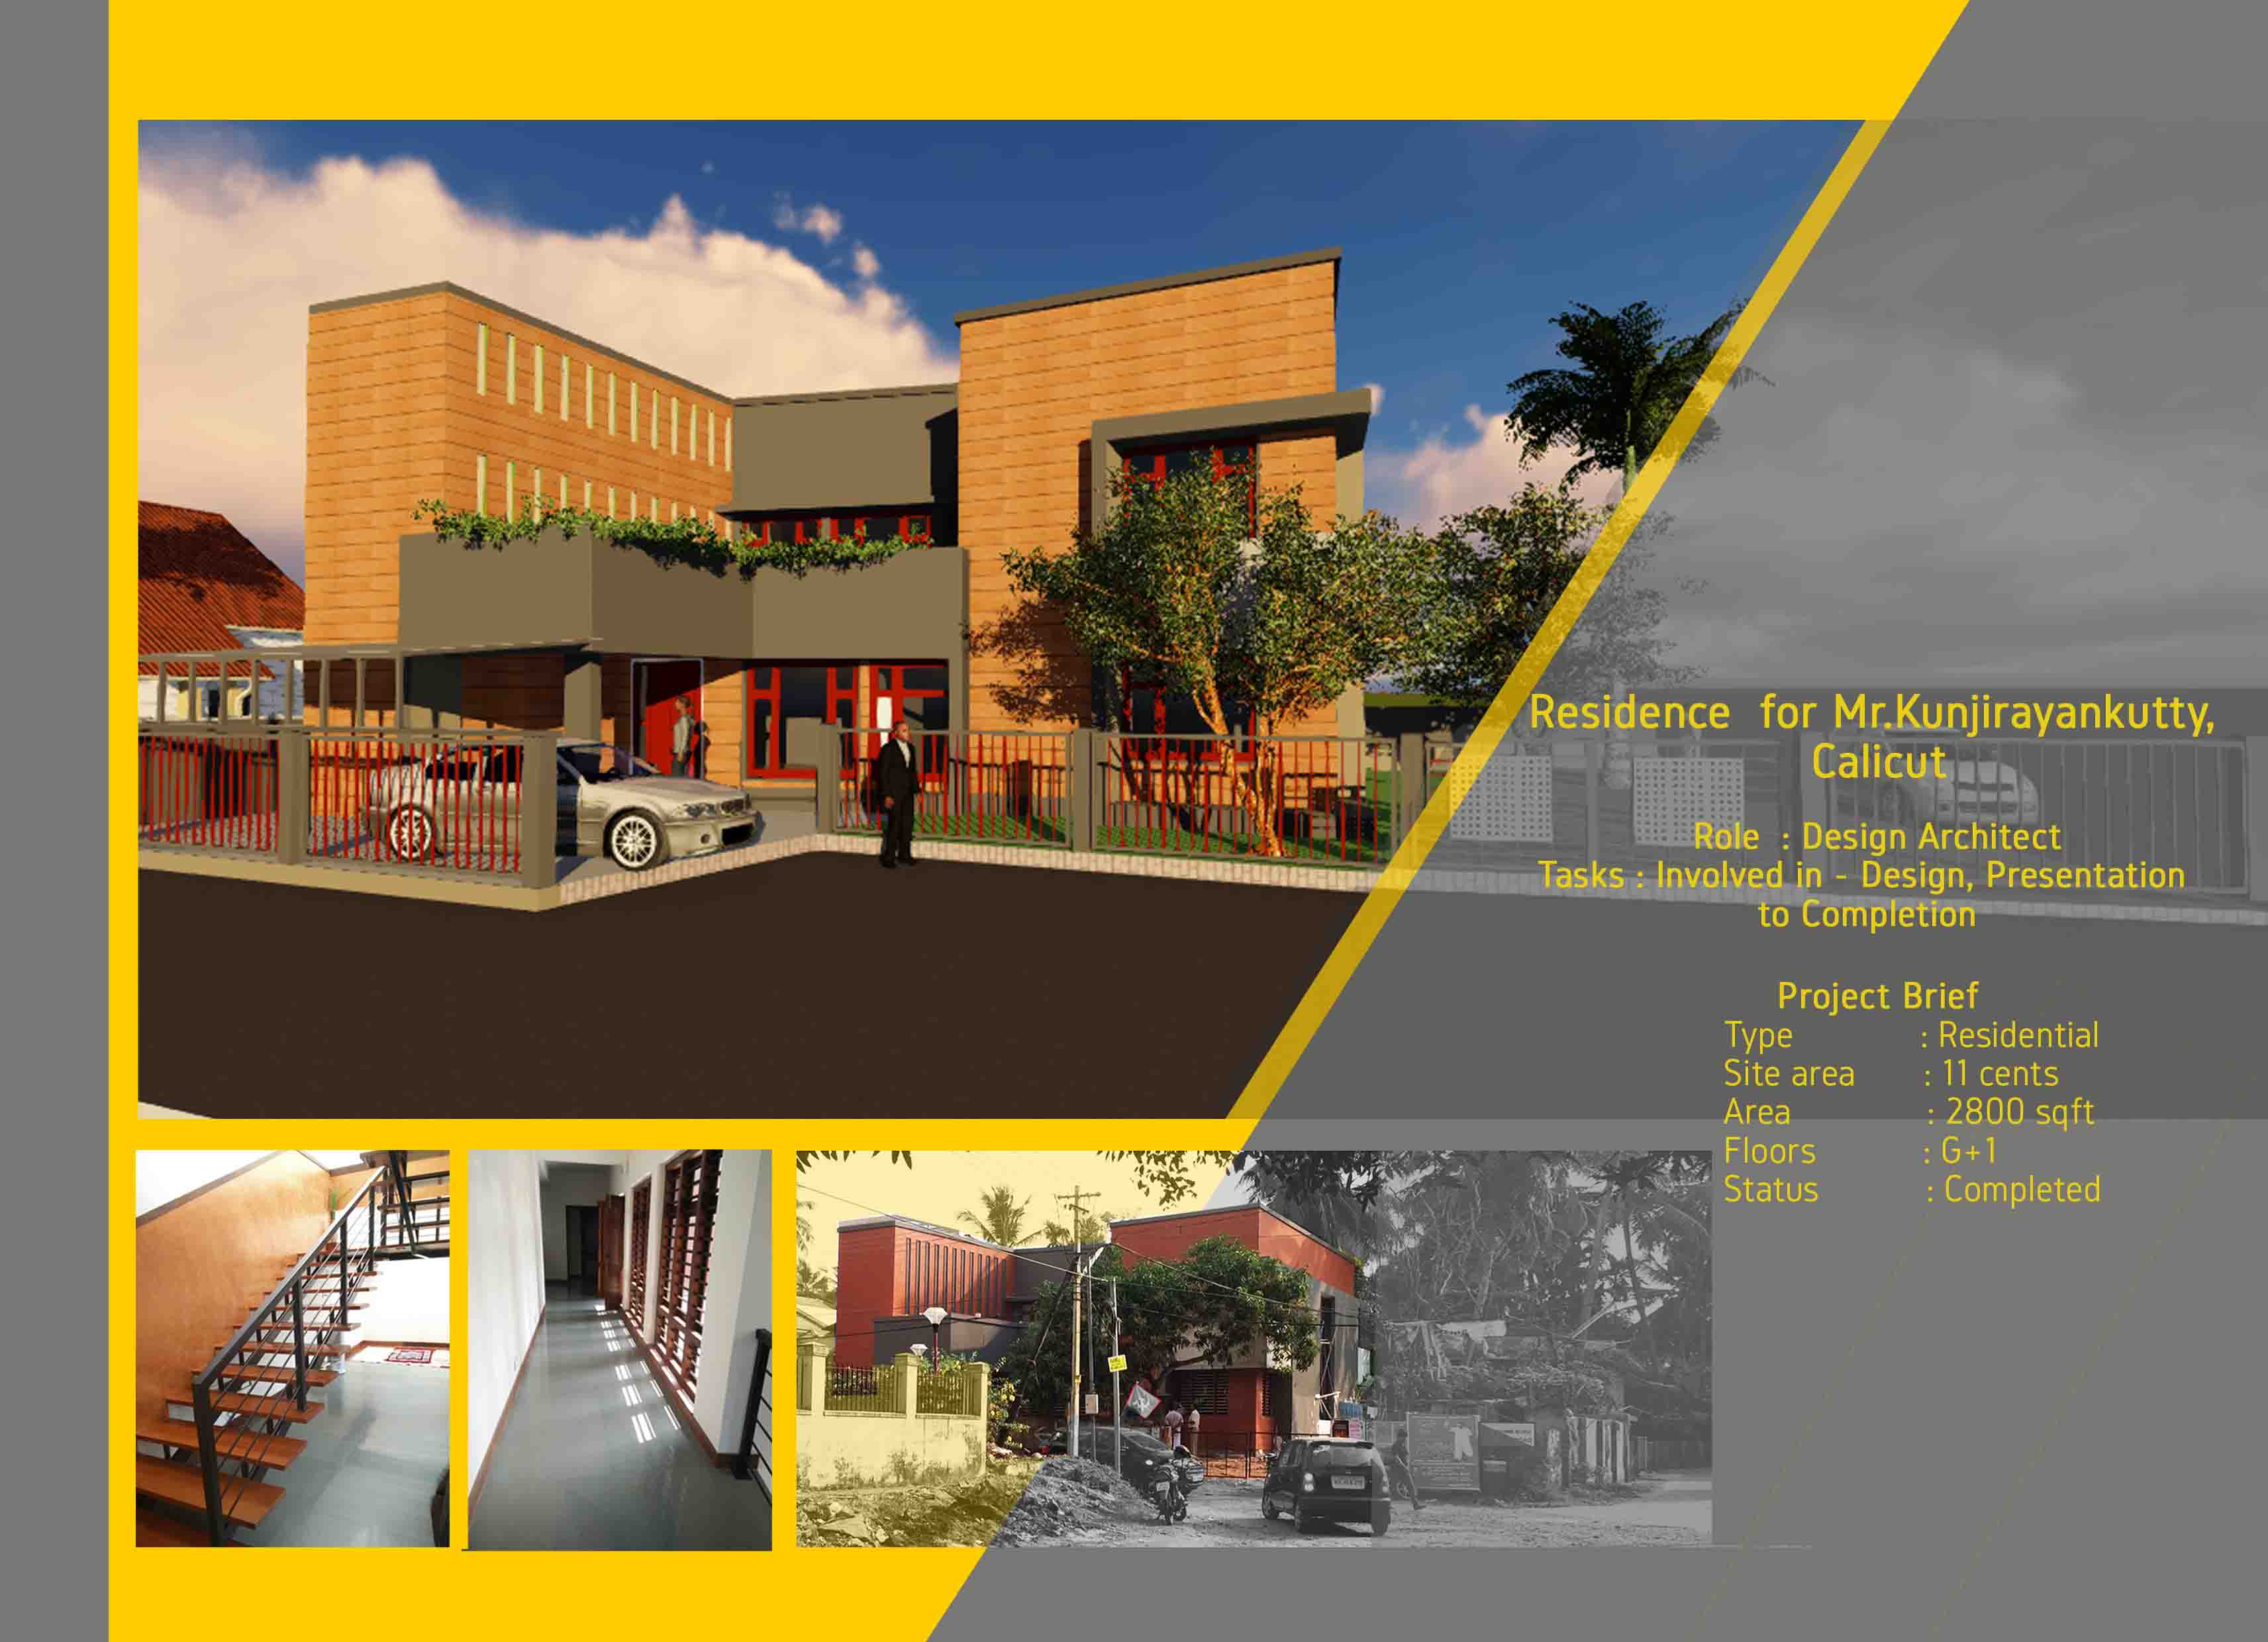 Residence for Mr.Kunjirayankutty,
Calicut
Role : Design Architect
Tasks : Involved in - Design, Presentation
to Completion
Project Brief
Type : Residential
Site area : 11 cents
Area : 2800 sqft
Floors : G+1
Status : Completed